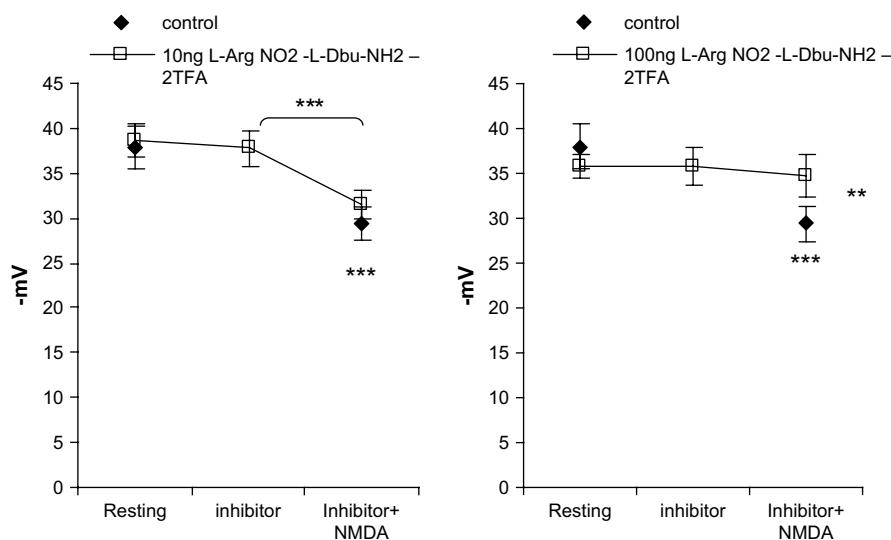 control
10ng L-Arg NO2 -L-Dbu-NH2 –
2TFA
45
40
35
30
25
20
15
10
5
0
-mV
***
***
Resting
inhibitor
Inhibitor+
NMDA
control
100ng L-Arg NO2 -L-Dbu-NH2 –
2TFA
45
40
35
30
25
20
15
10
5
0
-mV
**
***
Resting
inhibitor
Inhibitor+
NMDA